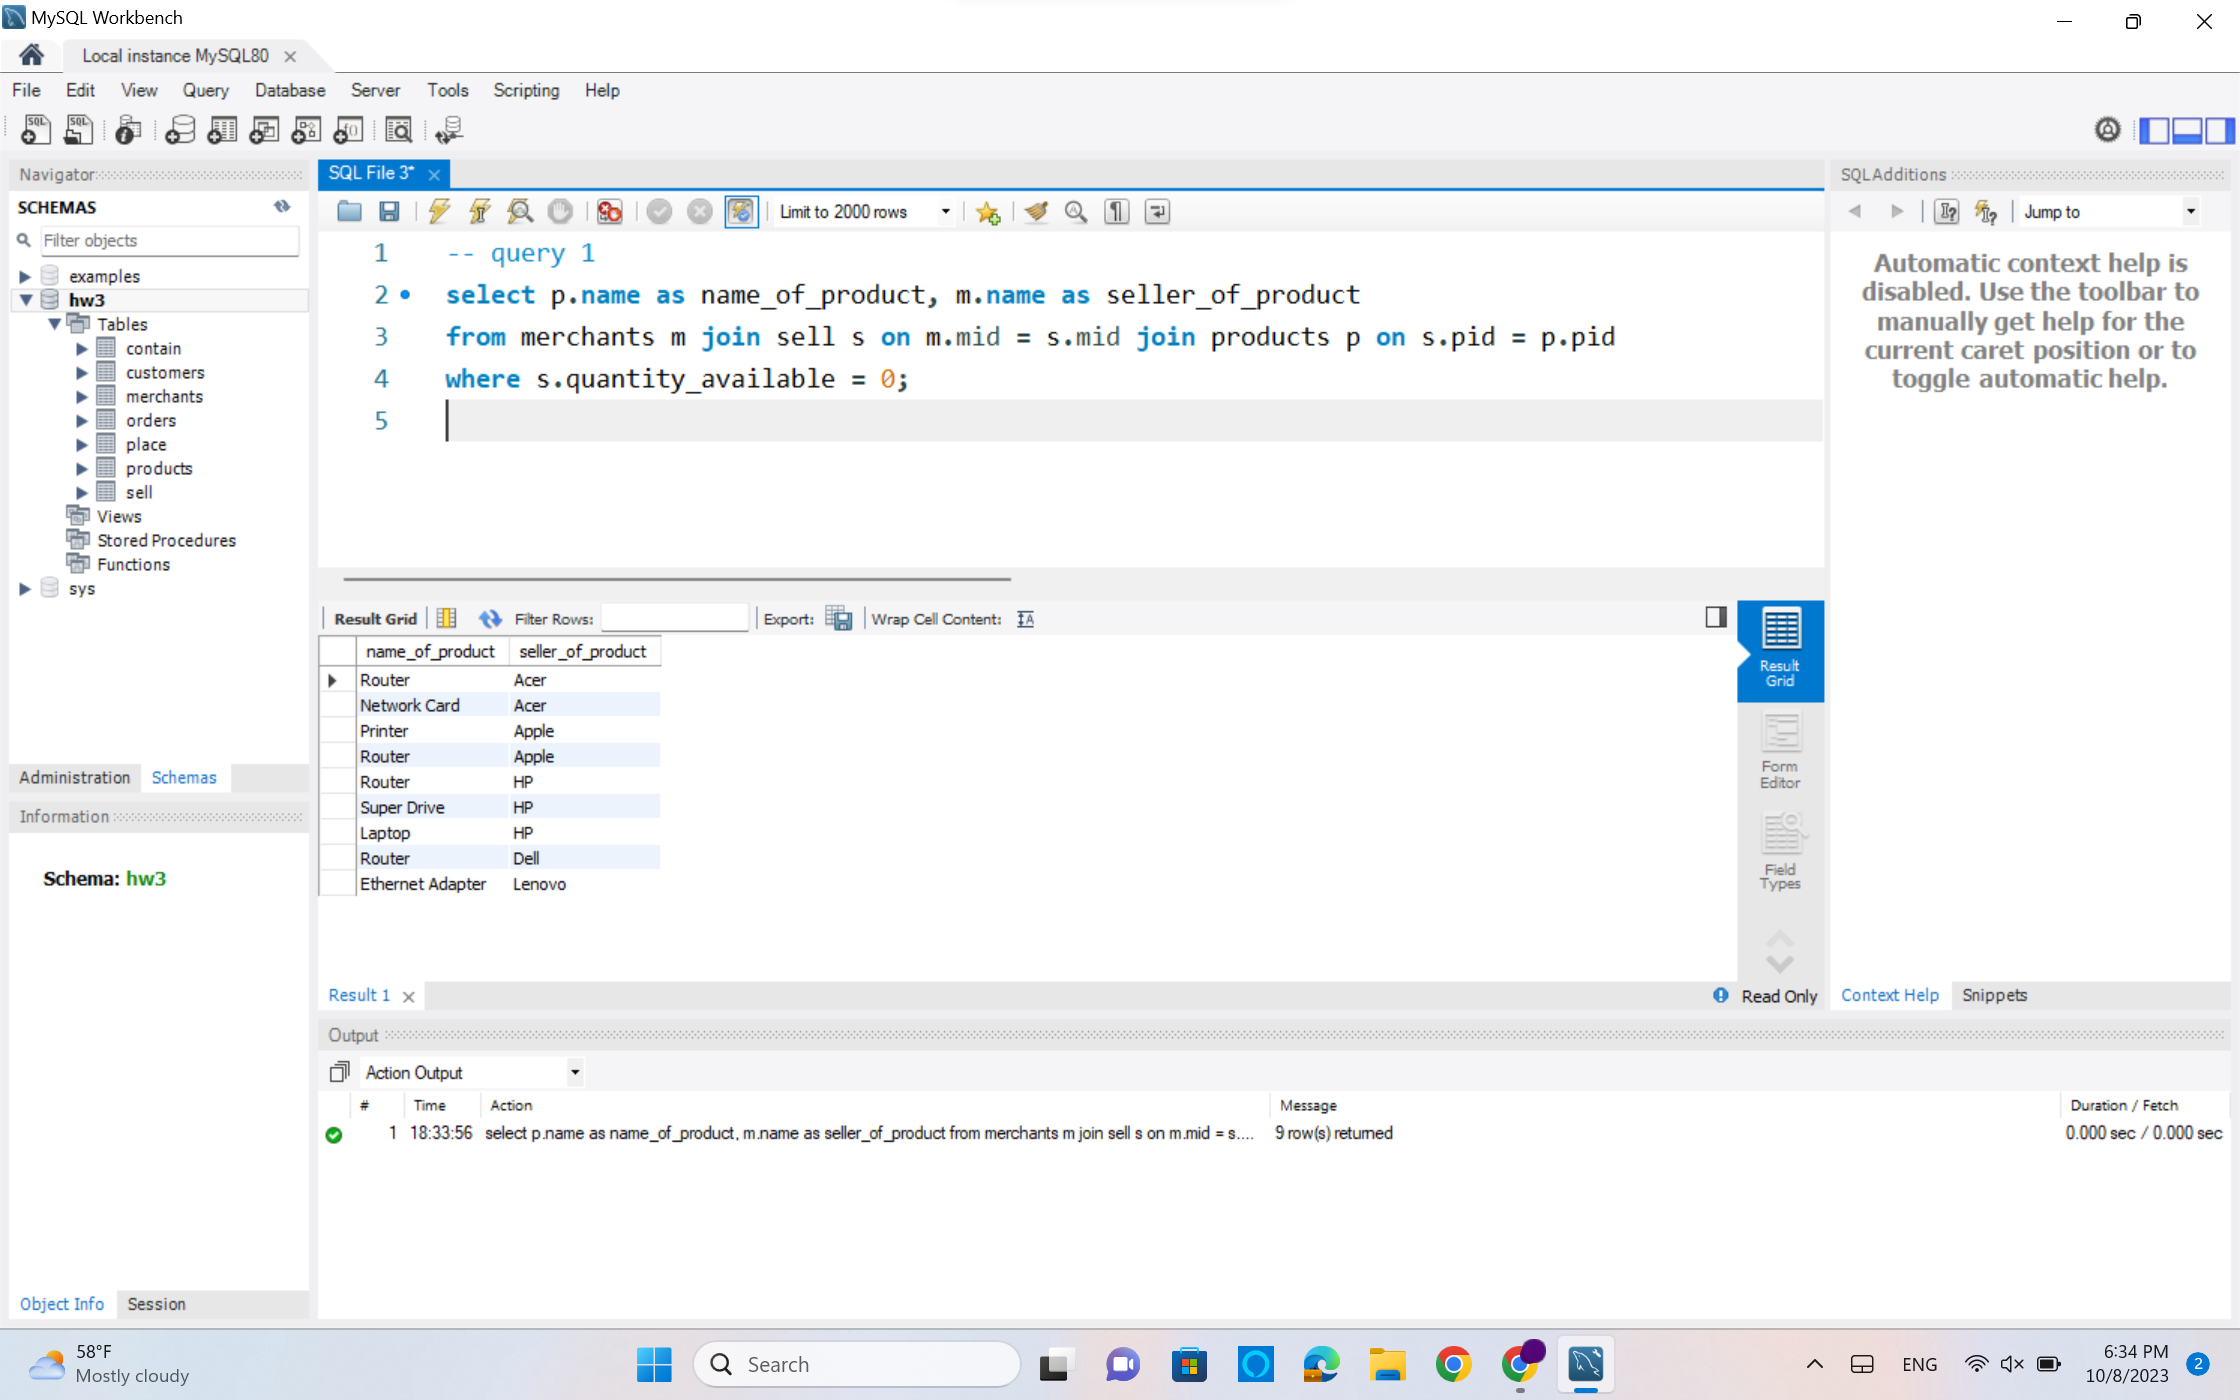 MySQL Workbench
Local instance MySQL80
File Edit View Query Database Server Tools Scripting Help
Navigator
SCHEMAS
Filter objects
examples
hw3
Tables
contain
customers
merchants
orders
place
products
sell
Views
Stored Procedures
Functions
sys
Administration Schemas
Information
Schema: hw3
Object Info Session
SQL File 3*
Limit to 2000 rows
1 -- query 1
2 select p.name as name_of_product, m.name as seller_of_product
3 from merchants m join sell s on m.mid = s.mid join products p on s.pid = p.pid
4 where s.quantity_available = 0;
5
Result Grid Filter Rows: Export: Wrap Cell Content:
name_of_product seller_of_product
Router Acer
Network Card Acer
Printer Apple
Router Apple
Router HP
Super Drive HP
Laptop HP
Router Dell
Ethernet Adapter Lenovo
Result
Grid
Form
Editor
Field
Types
Result 1
Read Only
SQLAdditions
Jump to
Automatic context help is
disabled. Use the toolbar to
manually get help for the
current caret position or to
toggle automatic help.
Context Help Snippets
Output
Action Output
# Time Action Message Duration / Fetch
1 18:33:56 select p.name as name_of_product, m.name as seller_of_product from merchants m join sell s on m.mid = s.... 9 row(s) returned 0.000 sec / 0.000 sec
58°F
Mostly cloudy
Search
ENG
6:34 PM
10/8/2023
2